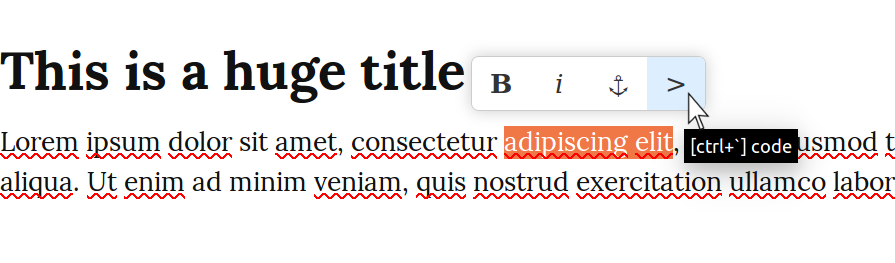 This is a huge title
B i >
Lorem ipsum dolor sit amet, consectetur adipiscing elit, usmod t
[ctrl+`] code
aliqua. Ut enim ad minim veniam, quis nostrud exercitation ullamco labor